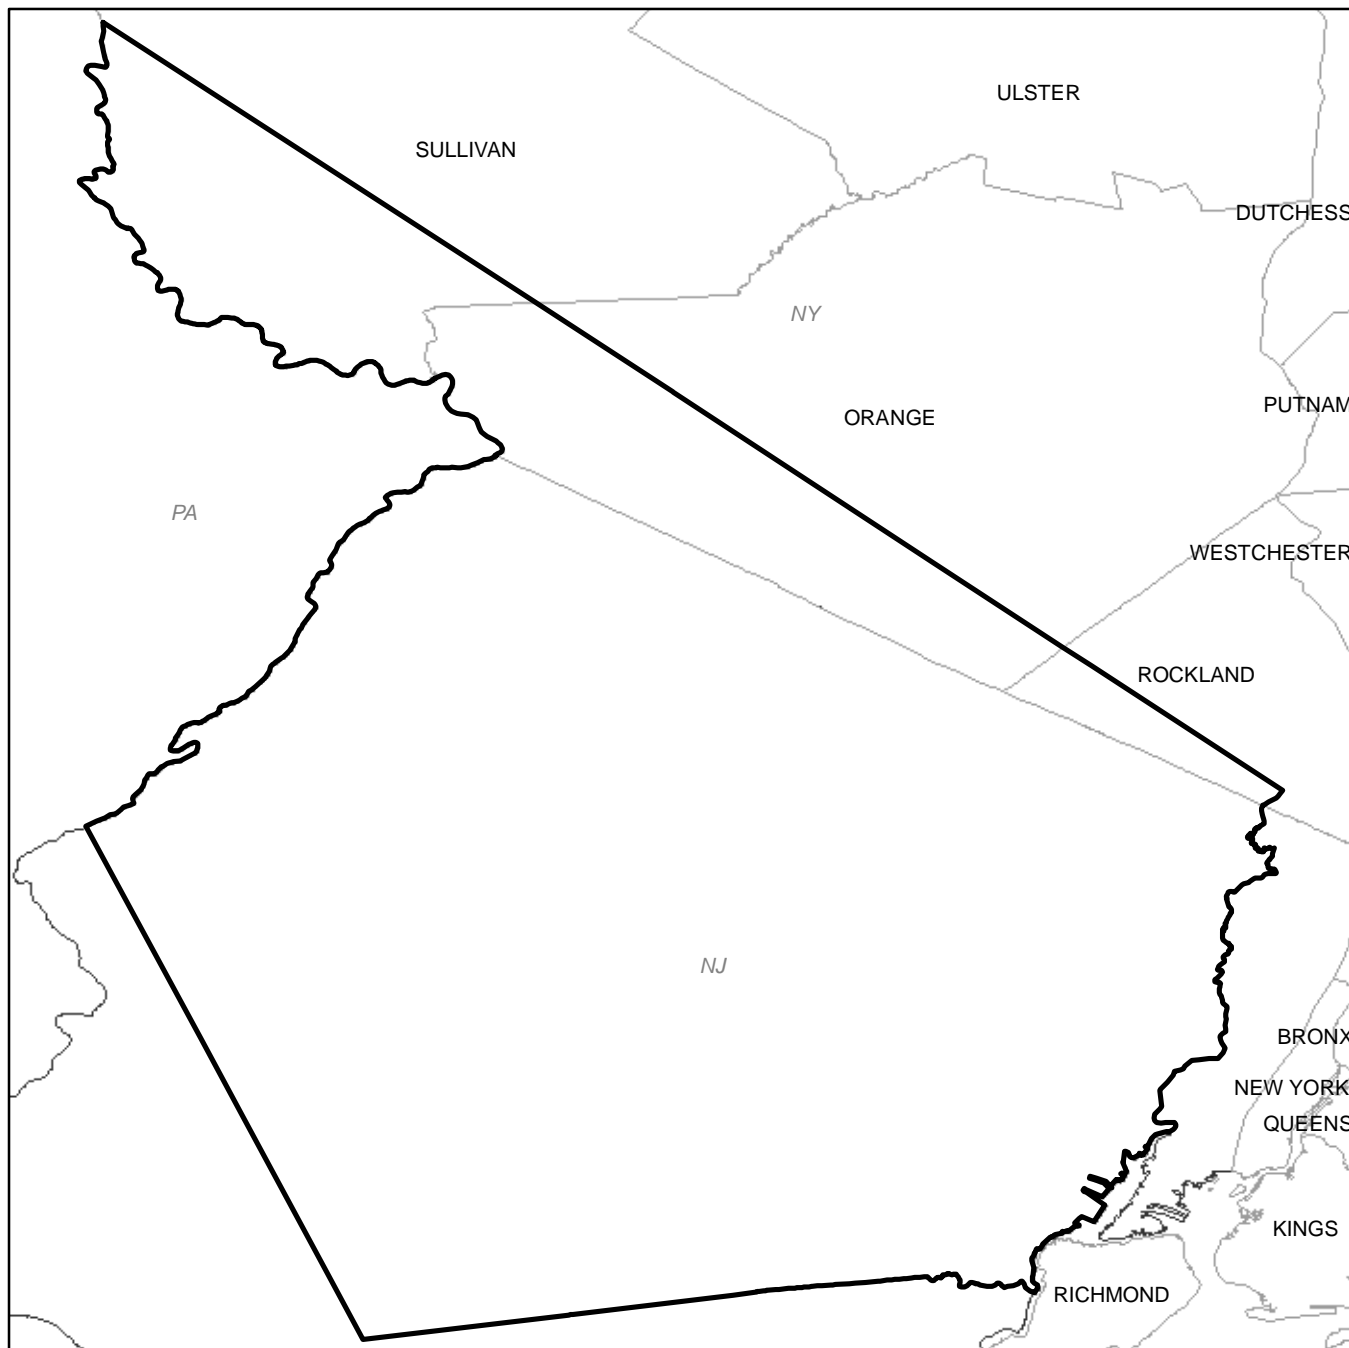 ULSTER
SULLIVAN
DUTCHESS
NY
PUTNAM
ORANGE
PA
WESTCHESTER
ROCKLAND
NJ
BRONX
NEW YORK
QUEENS
KINGS
RICHMOND